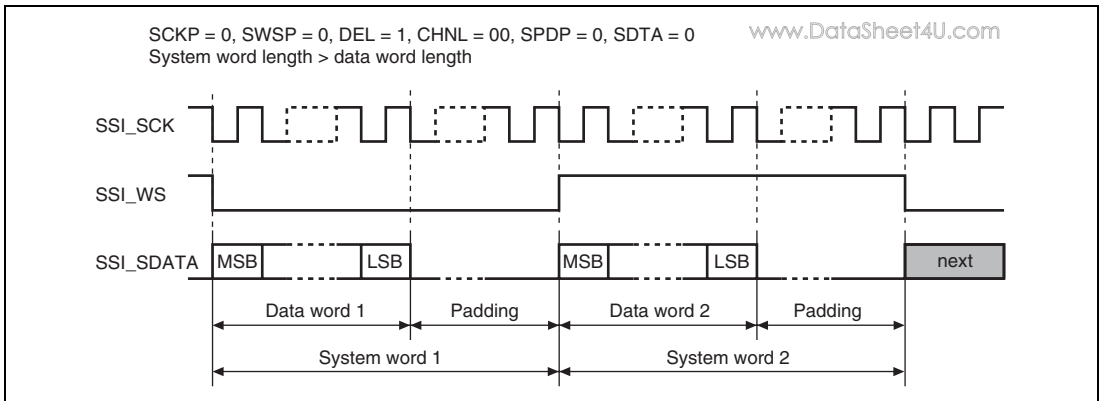 SCKP = 0, SWSP = 0, DEL = 1, CHNL = 00, SPDP = 0, SDTA = 0
www.DataSheet4U.com
System word length > data word length
SSI_SCK
SSI_WS
SSI_SDATA MSB LSB MSB LSB next
Data word 1 Padding Data word 2 Padding
System word 1 System word 2